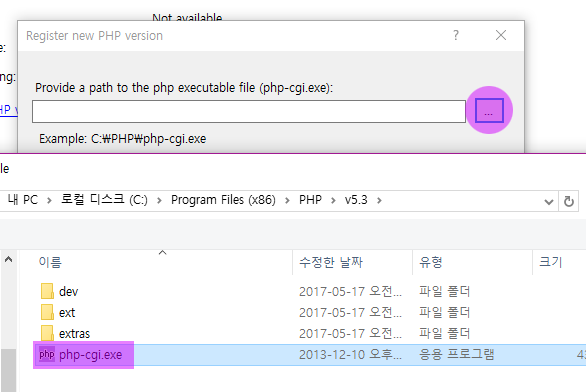 Not available
Register new PHP version ? ×
e:
Provide a path to the php executable file (php-cgi.exe):
ng:
...
HP v
Example: C:₩PHP₩php-cgi.exe
le
내 PC > 로컬 디스크 (C:) > Program Files (x86) > PHP > v5.3 >
이름 수정한 날짜 유형 크기
dev 2017-05-17 오전... 파일 폴더
ext 2017-05-17 오전... 파일 폴더
extras 2017-05-17 오전... 파일 폴더
php php-cgi.exe 2013-12-10 오후... 응용 프로그램